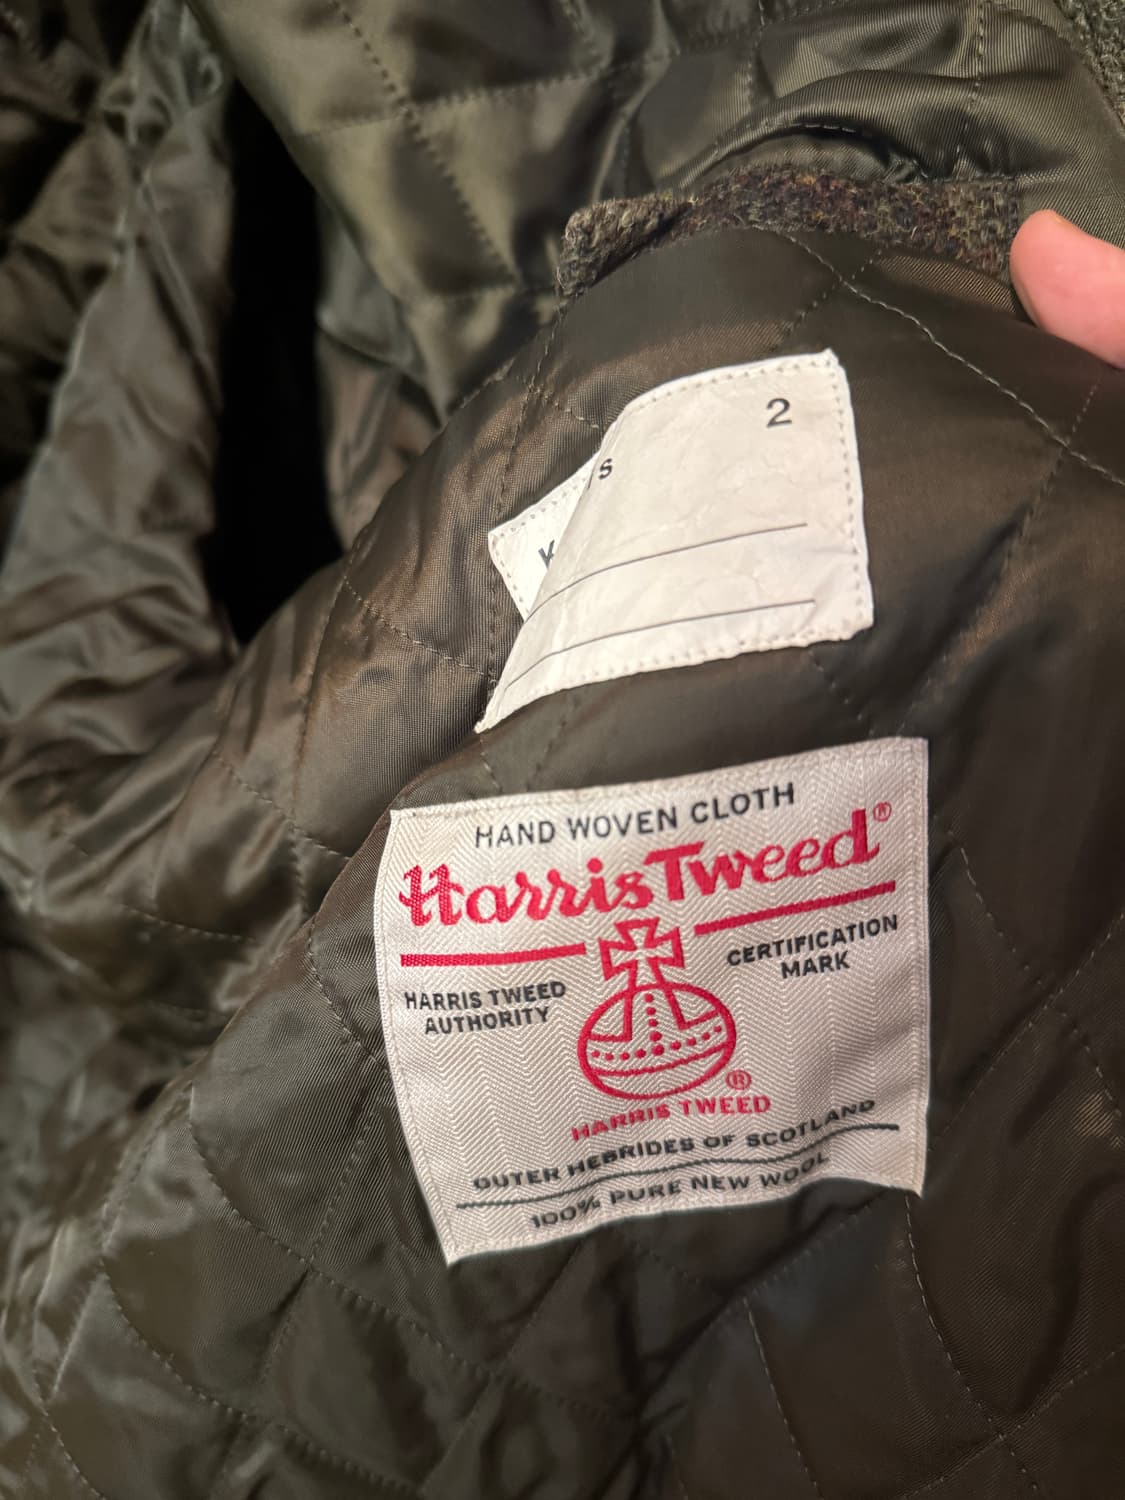 2
s
K
HAND WOVEN CLOTH
Harris Tweed®
HARRIS TWEED
AUTHORITY
CERTIFICATION
MARK
®
HARRIS TWEED
OUTER HEBRIDES OF SCOTLAND
100% PURE NEW WOOL